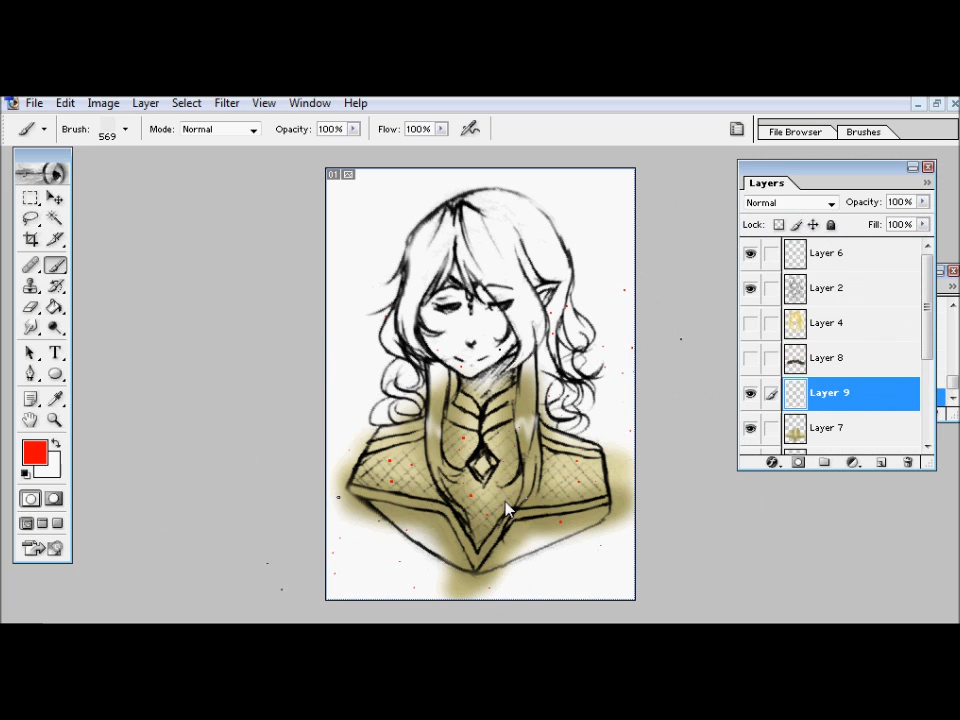 File Edit Image Layer Select Filter View Window Help
Brush: 569 Mode: Normal Opacity: 100% Flow: 100% File Browser Brushes
01
Layers
Normal Opacity: 100%
Lock: Fill: 100%
Layer 6
Layer 2
Layer 4
Layer 8
Layer 9
Layer 7